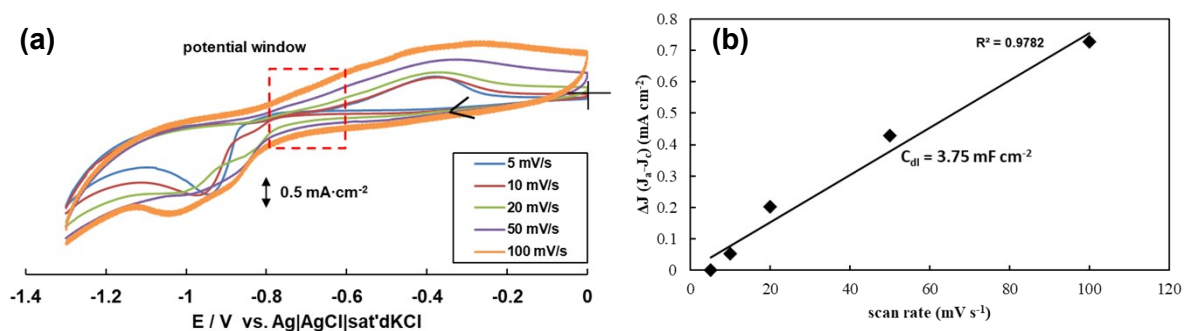 (a)
potential window
0.5 mA·cm⁻²
5 mV/s
10 mV/s
20 mV/s
50 mV/s
100 mV/s
-1.4 -1.2 -1 -0.8 -0.6 -0.4 -0.2 0
E / V vs. Ag|AgCl|sat'dKCl
(b)
R² = 0.9782
C_dl = 3.75 mF cm⁻²
ΔJ (Jₐ-J_c) (mA cm⁻²)
0.8
0.7
0.6
0.5
0.4
0.3
0.2
0.1
0
0 20 40 60 80 100 120
scan rate (mV s⁻¹)